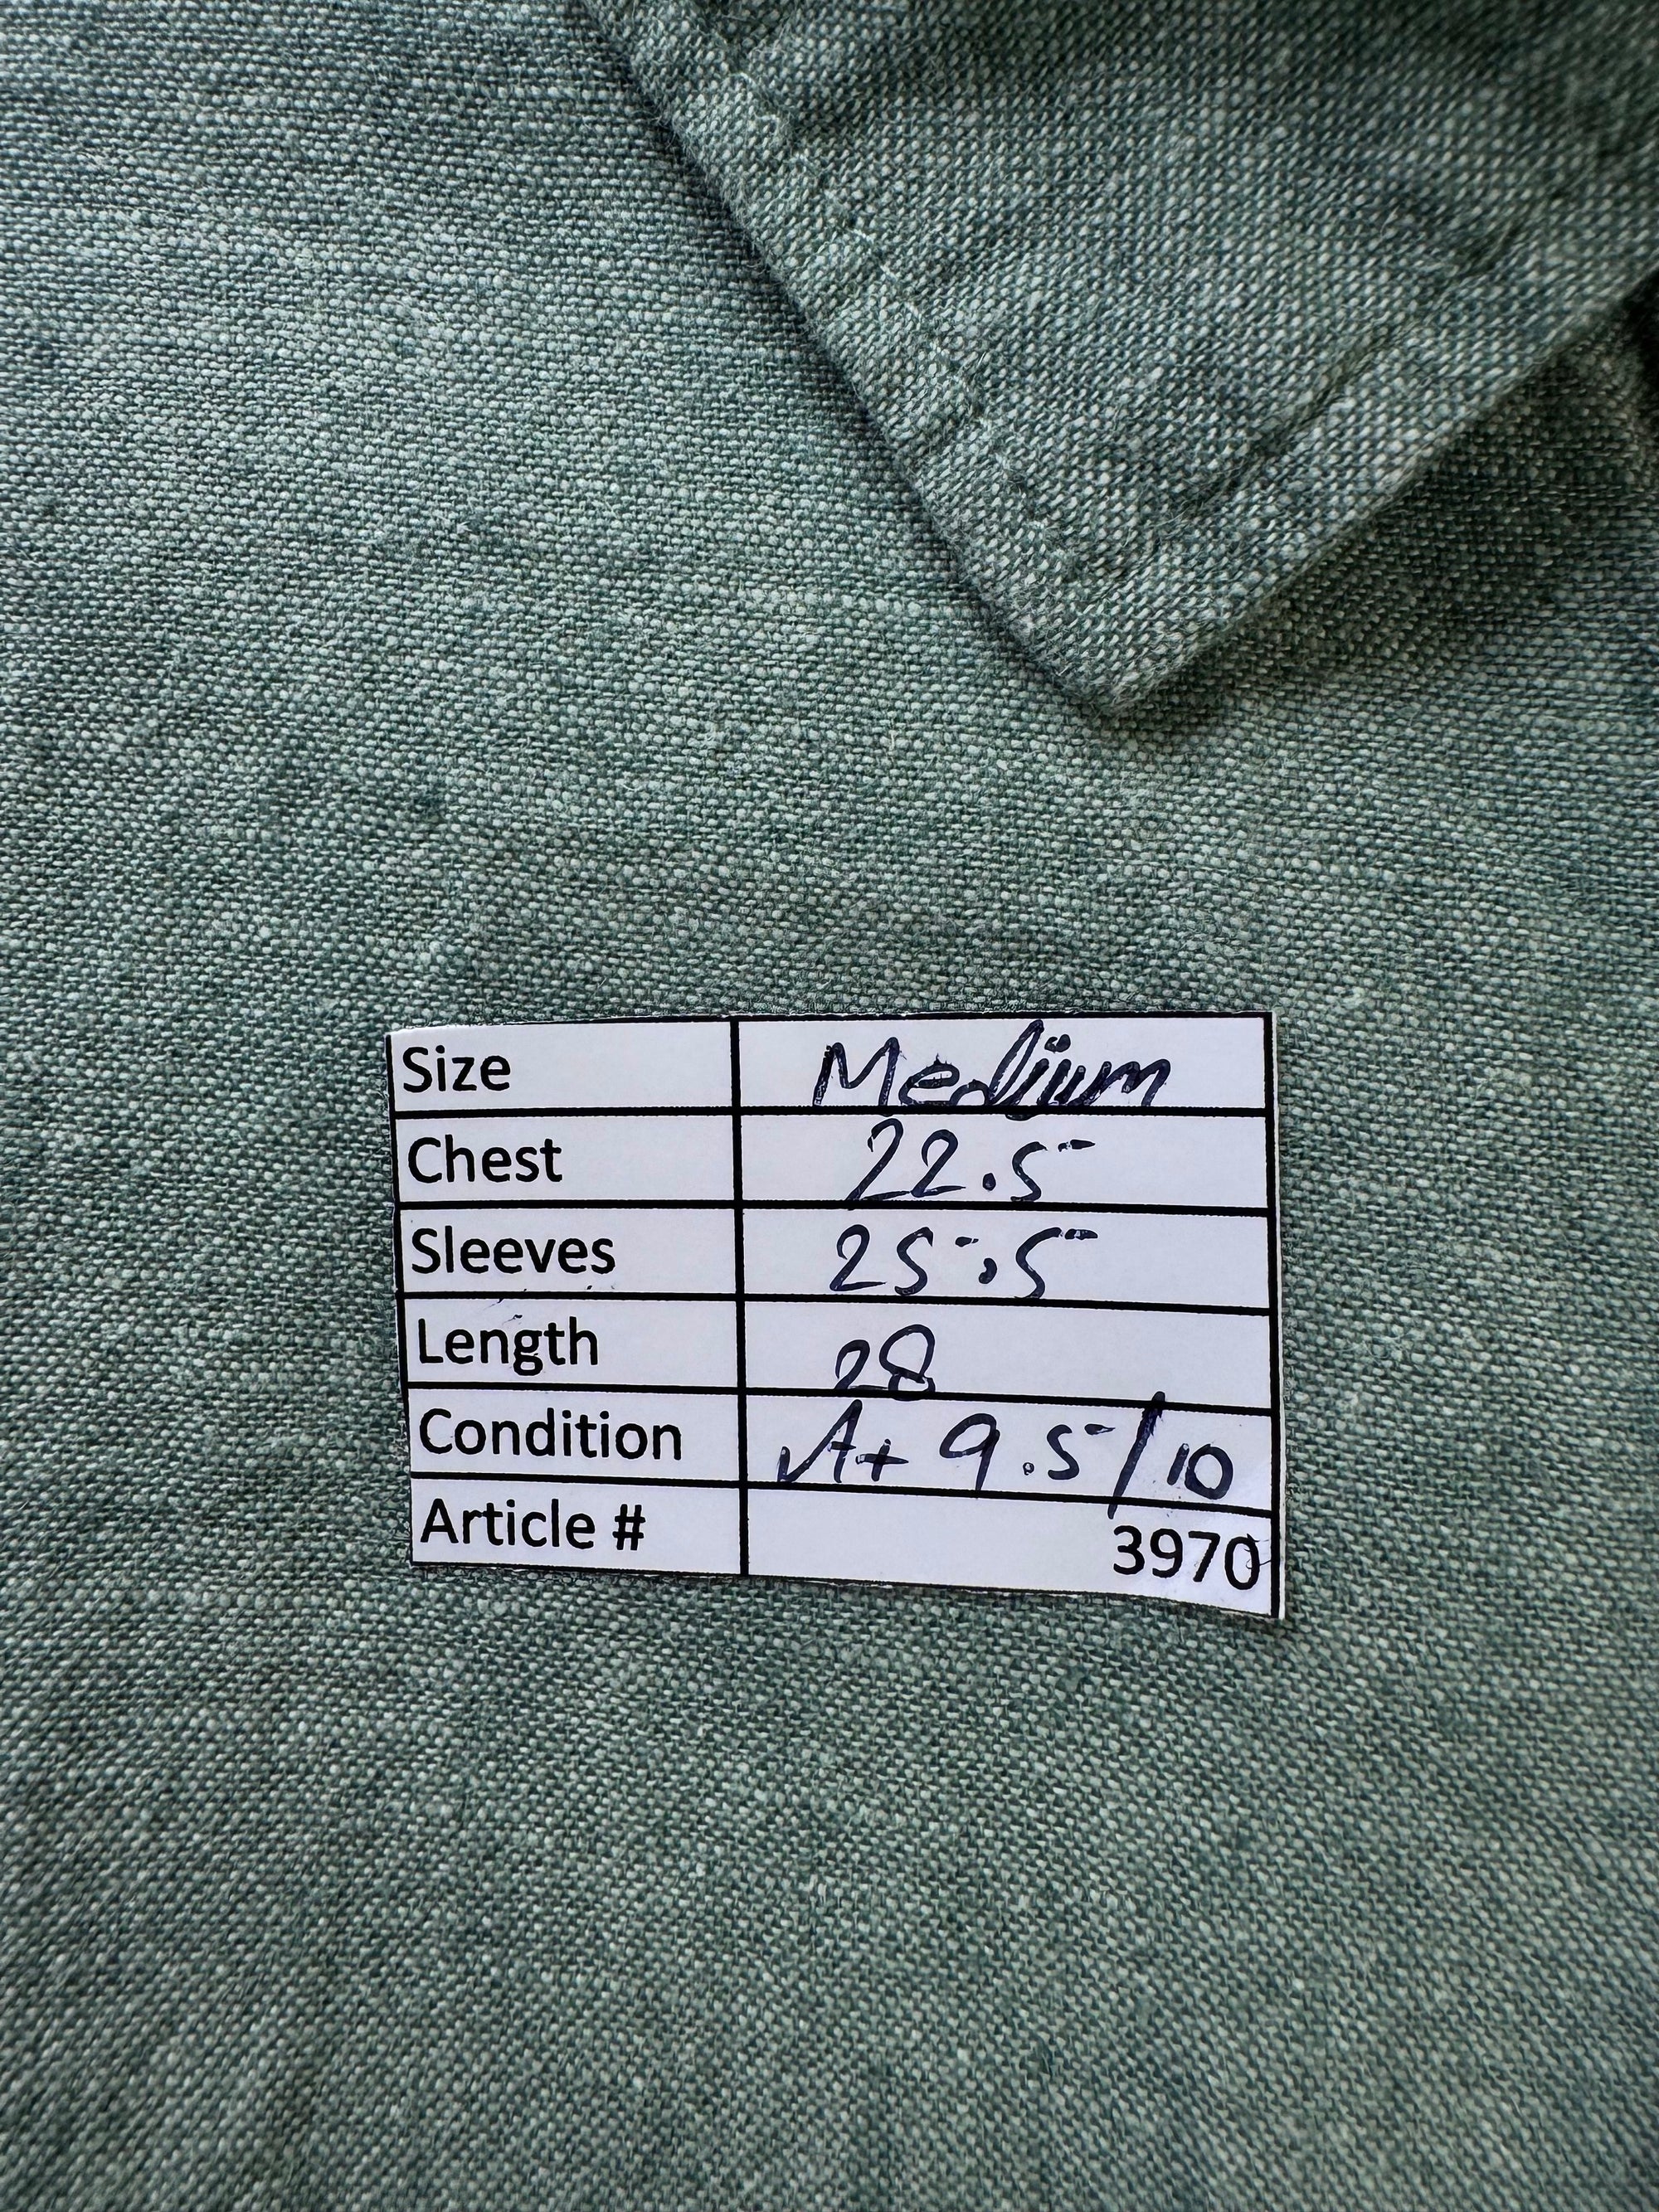 Size Medium
Chest 22.5
Sleeves 25.5
Length 28
Condition A+ 9.5/10
Article # 3970